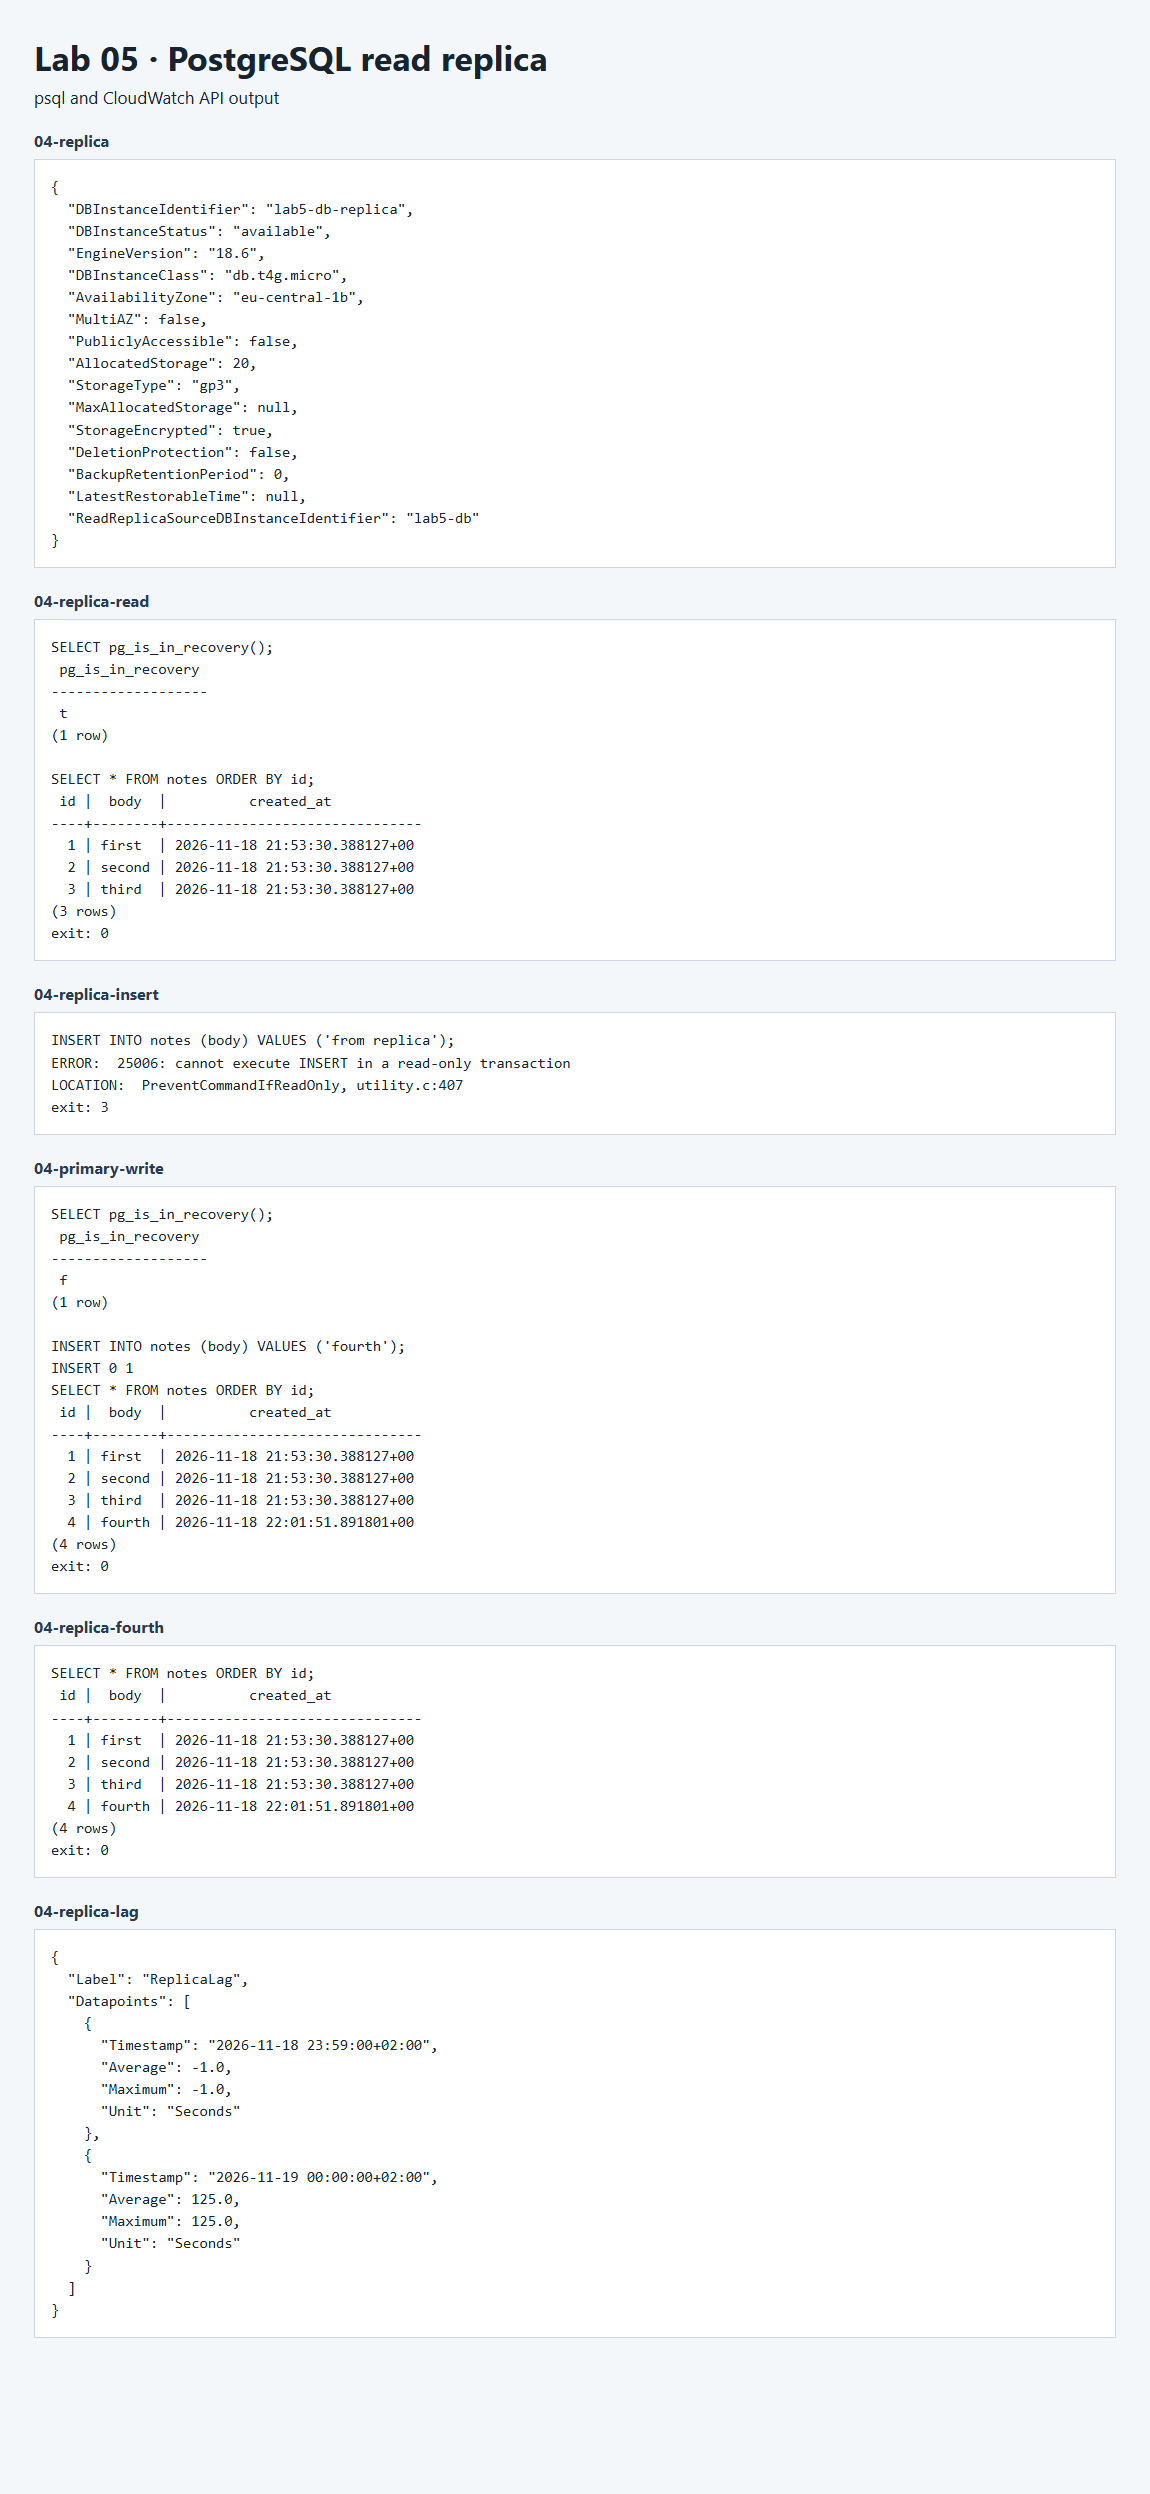 Lab 05 · PostgreSQL read replica
psql and CloudWatch API output
04-replica
{
  "DBInstanceIdentifier": "lab5-db-replica",
  "DBInstanceStatus": "available",
  "EngineVersion": "18.6",
  "DBInstanceClass": "db.t4g.micro",
  "AvailabilityZone": "eu-central-1b",
  "MultiAZ": false,
  "PubliclyAccessible": false,
  "AllocatedStorage": 20,
  "StorageType": "gp3",
  "MaxAllocatedStorage": null,
  "StorageEncrypted": true,
  "DeletionProtection": false,
  "BackupRetentionPeriod": 0,
  "LatestRestorableTime": null,
  "ReadReplicaSourceDBInstanceIdentifier": "lab5-db"
}
04-replica-read
SELECT pg_is_in_recovery();
 pg_is_in_recovery
-------------------
 t
(1 row)

SELECT * FROM notes ORDER BY id;
 id |  body  |          created_at
----+--------+-------------------------------
  1 | first  | 2026-11-18 21:53:30.388127+00
  2 | second | 2026-11-18 21:53:30.388127+00
  3 | third  | 2026-11-18 21:53:30.388127+00
(3 rows)
exit: 0
04-replica-insert
INSERT INTO notes (body) VALUES ('from replica');
ERROR:  25006: cannot execute INSERT in a read-only transaction
LOCATION:  PreventCommandIfReadOnly, utility.c:407
exit: 3
04-primary-write
SELECT pg_is_in_recovery();
 pg_is_in_recovery
-------------------
 f
(1 row)

INSERT INTO notes (body) VALUES ('fourth');
INSERT 0 1
SELECT * FROM notes ORDER BY id;
 id |  body  |          created_at
----+--------+-------------------------------
  1 | first  | 2026-11-18 21:53:30.388127+00
  2 | second | 2026-11-18 21:53:30.388127+00
  3 | third  | 2026-11-18 21:53:30.388127+00
  4 | fourth | 2026-11-18 22:01:51.891801+00
(4 rows)
exit: 0
04-replica-fourth
SELECT * FROM notes ORDER BY id;
 id |  body  |          created_at
----+--------+-------------------------------
  1 | first  | 2026-11-18 21:53:30.388127+00
  2 | second | 2026-11-18 21:53:30.388127+00
  3 | third  | 2026-11-18 21:53:30.388127+00
  4 | fourth | 2026-11-18 22:01:51.891801+00
(4 rows)
exit: 0
04-replica-lag
{
  "Label": "ReplicaLag",
  "Datapoints": [
    {
      "Timestamp": "2026-11-18 23:59:00+02:00",
      "Average": -1.0,
      "Maximum": -1.0,
      "Unit": "Seconds"
    },
    {
      "Timestamp": "2026-11-19 00:00:00+02:00",
      "Average": 125.0,
      "Maximum": 125.0,
      "Unit": "Seconds"
    }
  ]
}